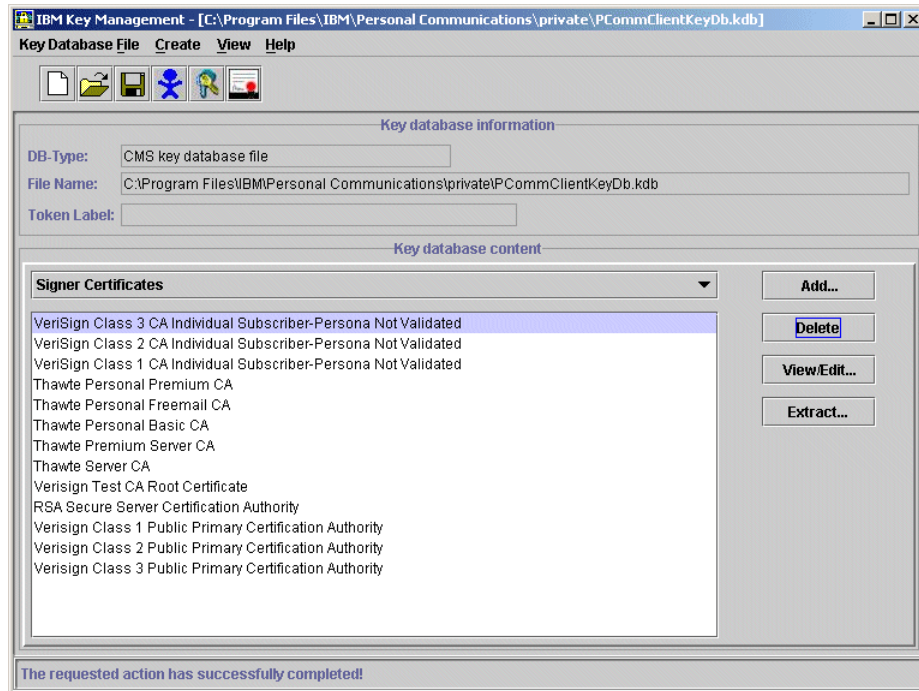 IBM Key Management - [C:\Program Files\IBM\Personal Communications\private\PCommClientKeyDb.kdb]
Key Database File Create View Help
Key database information
DB-Type: CMS key database file
File Name: C:\Program Files\IBM\Personal Communications\private\PCommClientKeyDb.kdb
Token Label:
Key database content
Signer Certificates
Add...
VeriSign Class 3 CA Individual Subscriber-Persona Not Validated
Delete
VeriSign Class 2 CA Individual Subscriber-Persona Not Validated
VeriSign Class 1 CA Individual Subscriber-Persona Not Validated
View/Edit...
Thawte Personal Premium CA
Thawte Personal Freemail CA
Extract...
Thawte Personal Basic CA
Thawte Premium Server CA
Thawte Server CA
Verisign Test CA Root Certificate
RSA Secure Server Certification Authority
Verisign Class 1 Public Primary Certification Authority
Verisign Class 2 Public Primary Certification Authority
Verisign Class 3 Public Primary Certification Authority
The requested action has successfully completed!